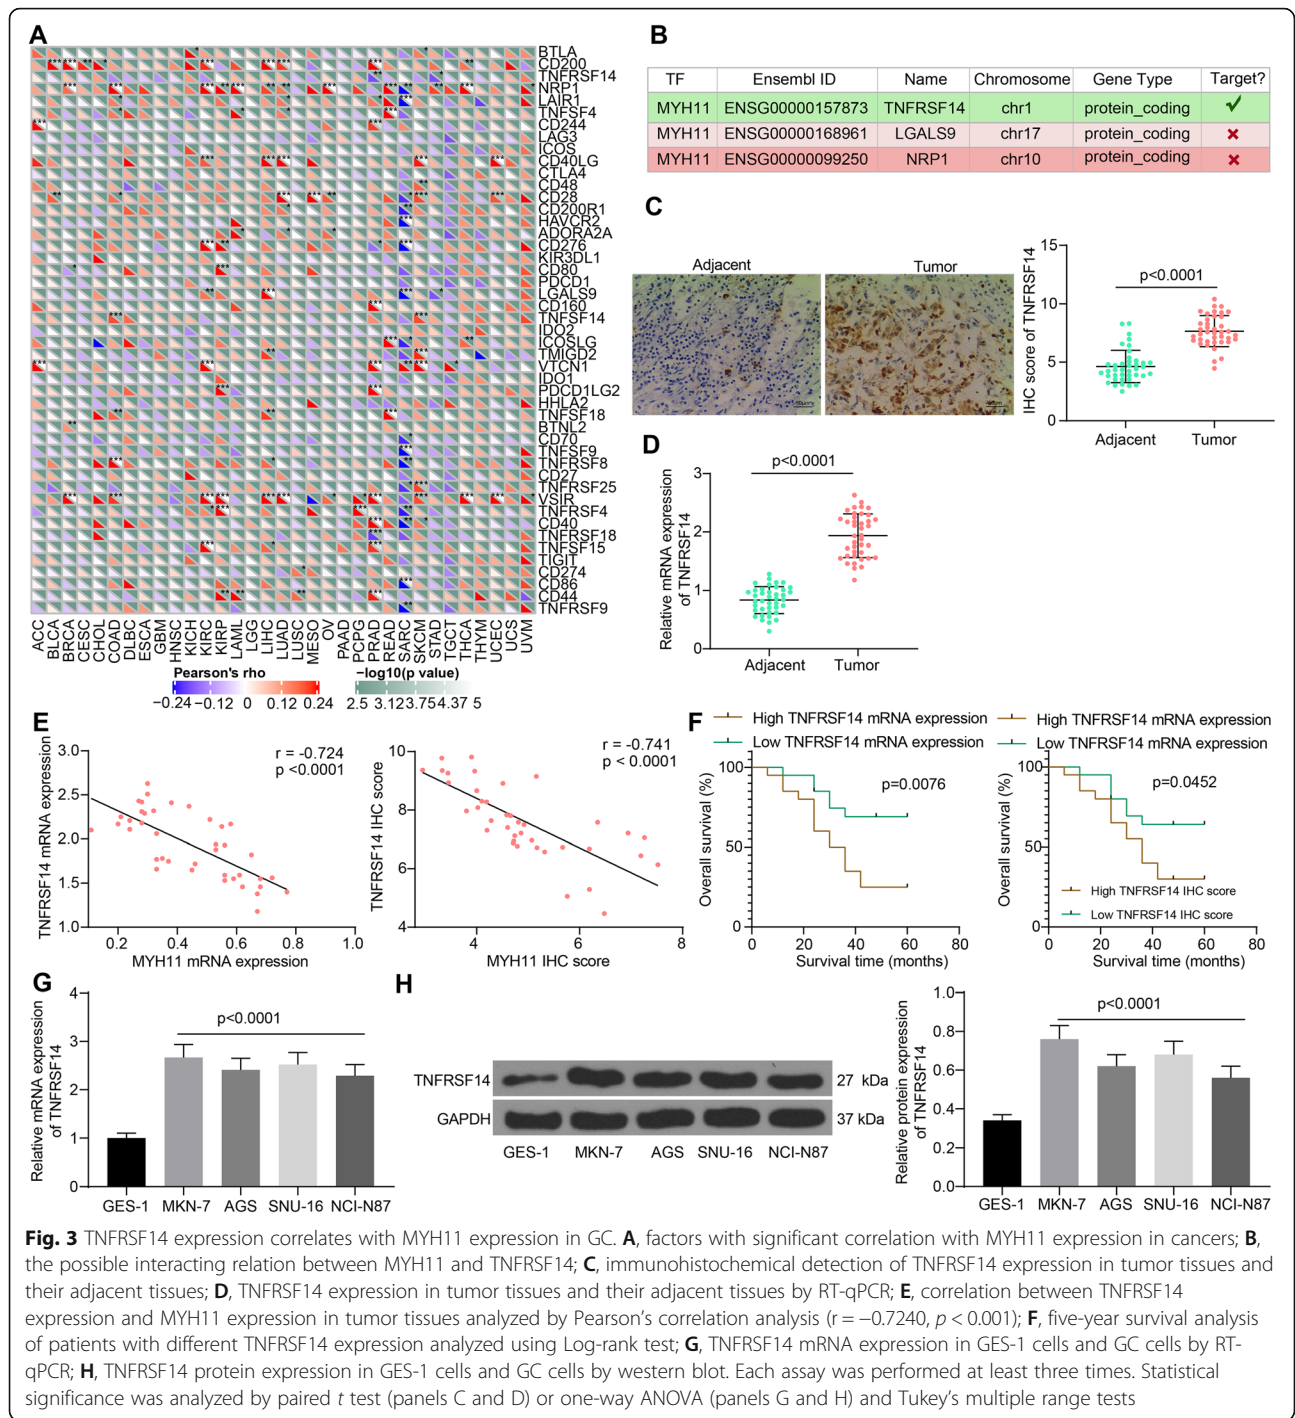 A
BTLA
CD200
TNFRSF14
NRP1
LAIR1
TNFSF4
CD244
LAG3
ICOS
CD40LG
CTLA4
CD48
CD28
CD200R1
HAVCR2
ADORA2A
CD276
KIR3DL1
CD80
PDCD1
LGALS9
CD160
TNFSF14
IDO2
ICOSLG
TMIGD2
VTCN1
IDO1
PDCD1LG2
HHLA2
TNFSF18
BTNL2
CD70
TNFSF9
TNFRSF8
CD27
TNFRSF25
VSIR
TNFRSF4
CD40
TNFRSF18
TNFSF15
TIGIT
CD274
CD86
CD44
TNFRSF9
ACC BLCA BRCA CESC CHOL COAD DLBC ESCA GBM HNSC KICH KIRC KIRP LAML LGG LIHC LUAD LUSC MESO OV PAAD PCPG PRAD READ SARC SKCM STAD TGCT THCA THYM UCEC UCS UVM
Pearson's rho
−0.24 −0.12 0 0.12 0.24
−log10(p value)
2.5 3.12 3.75 4.37 5
B
TF Ensembl ID Name Chromosome Gene Type Target?
MYH11 ENSG00000157873 TNFRSF14 chr1 protein_coding ✓
MYH11 ENSG00000168961 LGALS9 chr17 protein_coding ×
MYH11 ENSG00000099250 NRP1 chr10 protein_coding ×
C
Adjacent Tumor
IHC score of TNFRSF14
15
10
5
0
p<0.0001
Adjacent Tumor
D
Relative mRNA expression
of TNFRSF14
3
2
1
0
p<0.0001
Adjacent Tumor
E
TNFRSF14 mRNA expression
3.0
2.5
2.0
1.5
1.0
r = -0.724
p <0.0001
0.2 0.4 0.6 0.8 1.0
MYH11 mRNA expression
TNFRSF14 IHC score
10
8
6
4
r = -0.741
p < 0.0001
4 6 8
MYH11 IHC score
F
High TNFRSF14 mRNA expression
Low TNFRSF14 mRNA expression
Overall survival (%)
100
50
0
p=0.0076
0 20 40 60 80
Survival time (months)
High TNFRSF14 mRNA expression
Low TNFRSF14 mRNA expression
Overall survival (%)
100
50
0
p=0.0452
High TNFRSF14 IHC score
Low TNFRSF14 IHC score
0 20 40 60 80
Survival time (months)
G
Relative mRNA expression
of TNFRSF14
4
3
2
1
0
p<0.0001
GES-1 MKN-7 AGS SNU-16 NCI-N87
H
TNFRSF14 27 kDa
GAPDH 37 kDa
GES-1 MKN-7 AGS SNU-16 NCI-N87
Relative protein expression
of TNFRSF14
1.0
0.8
0.6
0.4
0.2
0.0
p<0.0001
GES-1 MKN-7 AGS SNU-16 NCI-N87
Fig. 3 TNFRSF14 expression correlates with MYH11 expression in GC. A, factors with significant correlation with MYH11 expression in cancers; B,
the possible interacting relation between MYH11 and TNFRSF14; C, immunohistochemical detection of TNFRSF14 expression in tumor tissues and
their adjacent tissues; D, TNFRSF14 expression in tumor tissues and their adjacent tissues by RT-qPCR; E, correlation between TNFRSF14
expression and MYH11 expression in tumor tissues analyzed by Pearson's correlation analysis (r = −0.7240, p < 0.001); F, five-year survival analysis
of patients with different TNFRSF14 expression analyzed using Log-rank test; G, TNFRSF14 mRNA expression in GES-1 cells and GC cells by RT-
qPCR; H, TNFRSF14 protein expression in GES-1 cells and GC cells by western blot. Each assay was performed at least three times. Statistical
significance was analyzed by paired t test (panels C and D) or one-way ANOVA (panels G and H) and Tukey's multiple range tests